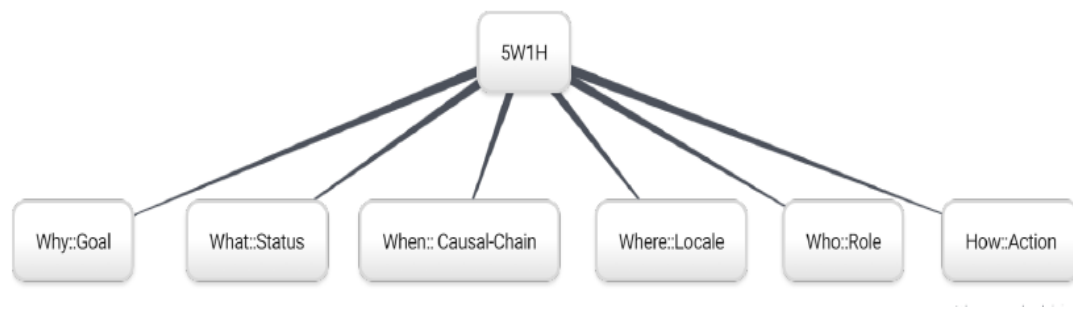 5W1H
Why::Goal
What::Status
When:: Causal-Chain
Where::Locale
Who::Role
How::Action